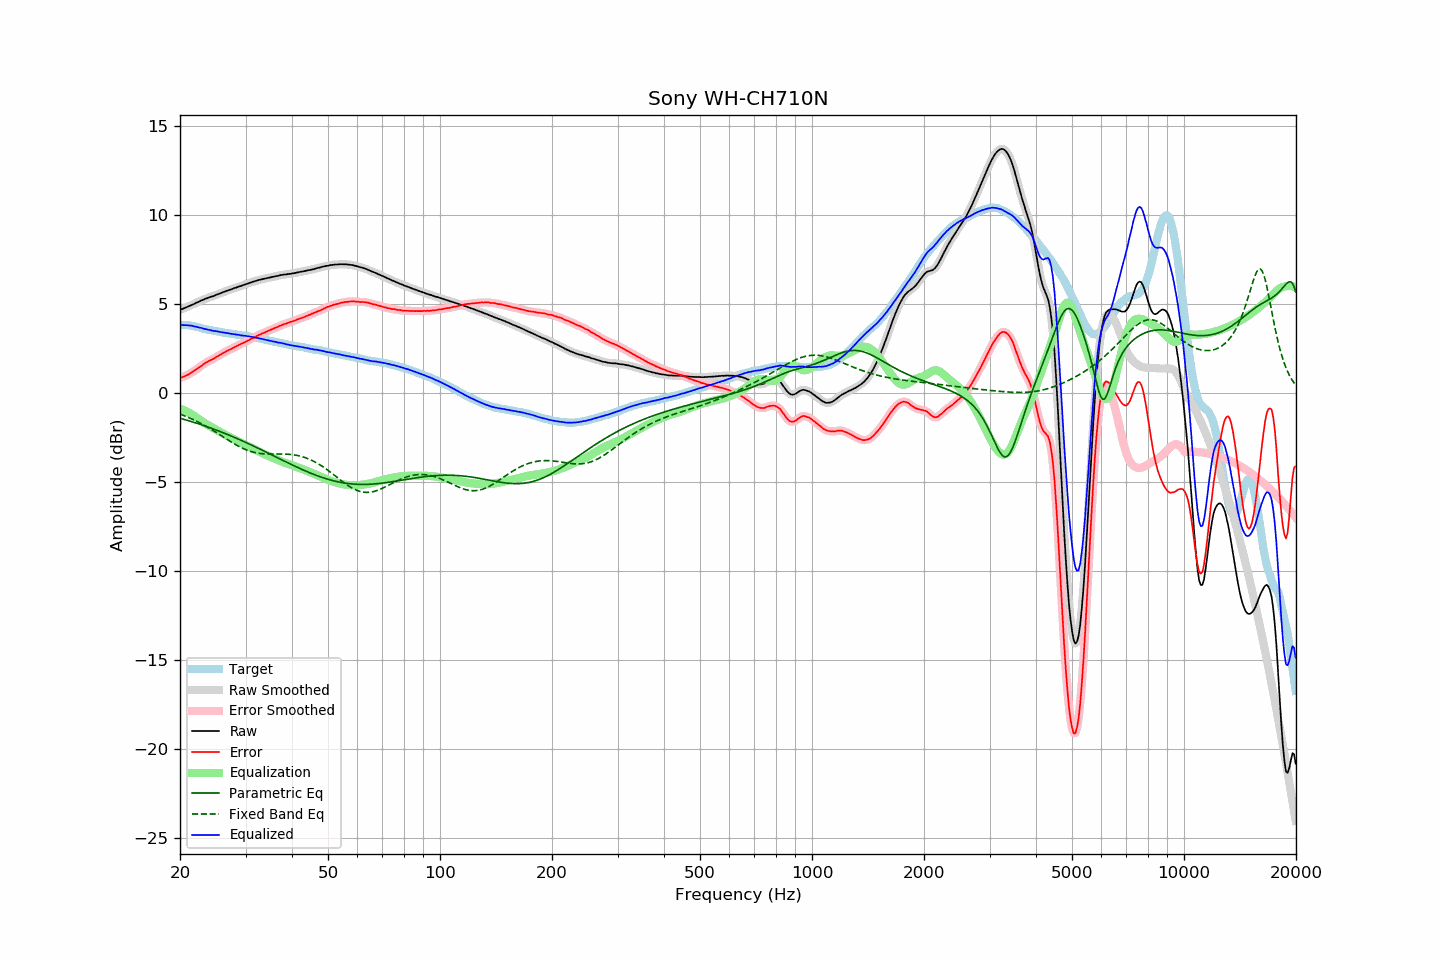 Sony WH-CH710N
15
10
5
0
−5
−10
−15
−20
−25
Amplitude (dBr)
Target
Raw Smoothed
Error Smoothed
Raw
Error
Equalization
Parametric Eq
Fixed Band Eq
Equalized
20 50 100 200 500 1000 2000 5000 10000 20000
Frequency (Hz)